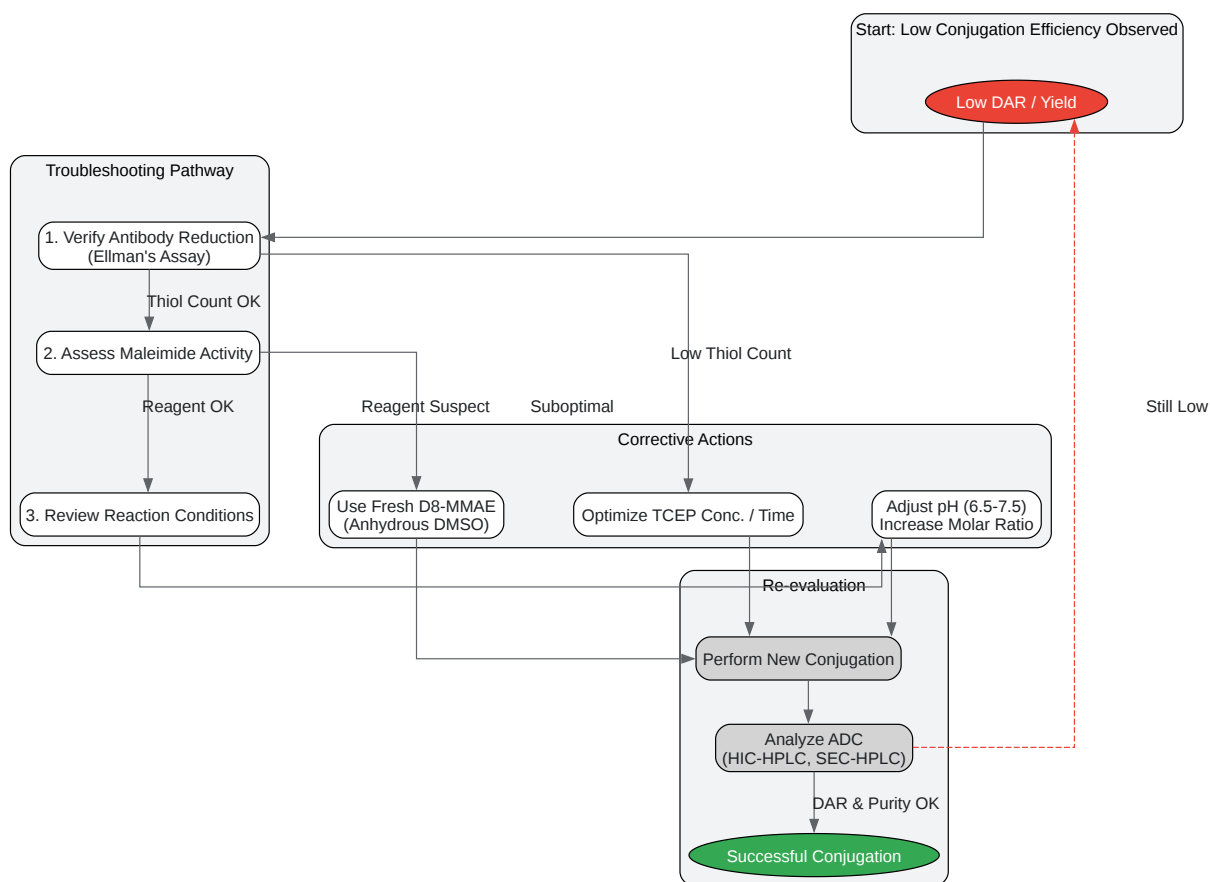 Start: Low Conjugation Efficiency Observed
Low DAR / Yield
Troubleshooting Pathway
1. Verify Antibody Reduction
(Ellman's Assay)
Thiol Count OK
2. Assess Maleimide Activity
Low Thiol Count
Reagent OK
Reagent Suspect
Suboptimal
Still Low
Corrective Actions
3. Review Reaction Conditions
Use Fresh D8-MMAE
(Anhydrous DMSO)
Optimize TCEP Conc. / Time
Adjust pH (6.5-7.5)
Increase Molar Ratio
Re-evaluation
Perform New Conjugation
Analyze ADC
(HIC-HPLC, SEC-HPLC)
DAR & Purity OK
Successful Conjugation